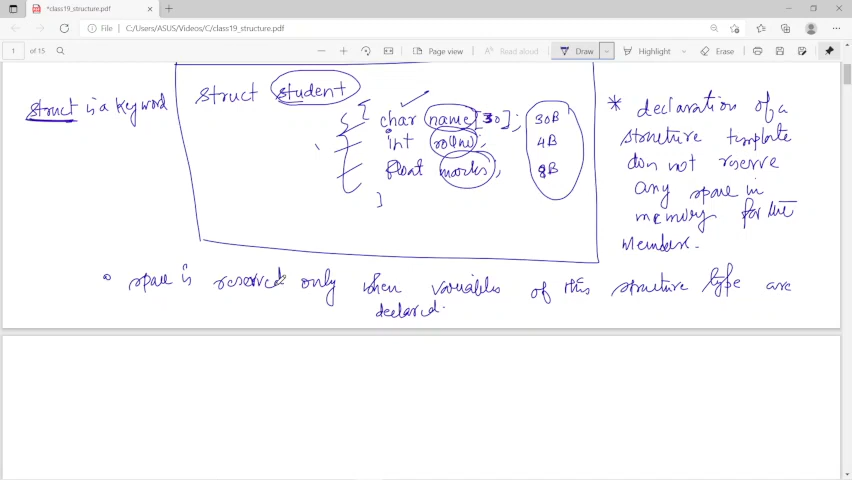 *class19_structure.pdf
File | C:/Users/ASUS/Videos/C/class19_structure.pdf
1 of 15 Page view Read aloud Draw Highlight Erase
struct is a keyword
struct student
{
char name[30]; 30B
int rollno; 4B
float marks; 8B
}
* declaration of a
structure template
does not reserve
any space in
memory for the
members.
• space is reserved only when variables of this structure type are
declared.